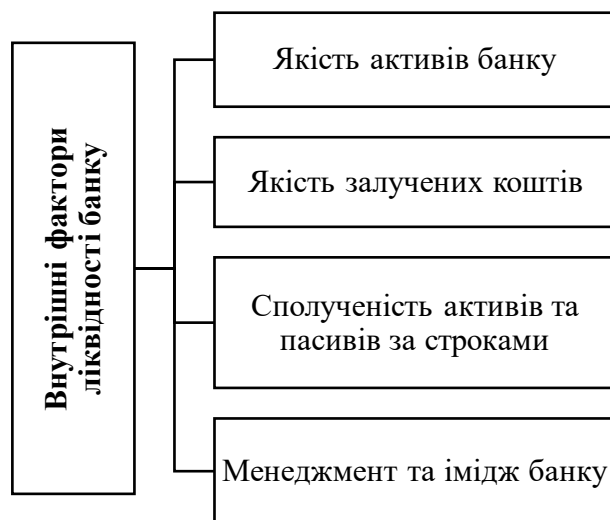 Внутрішні фактори
ліквідності банку
Якість активів банку
Якість залучених коштів
Сполученість активів та
пасивів за строками
Менеджмент та імідж банку